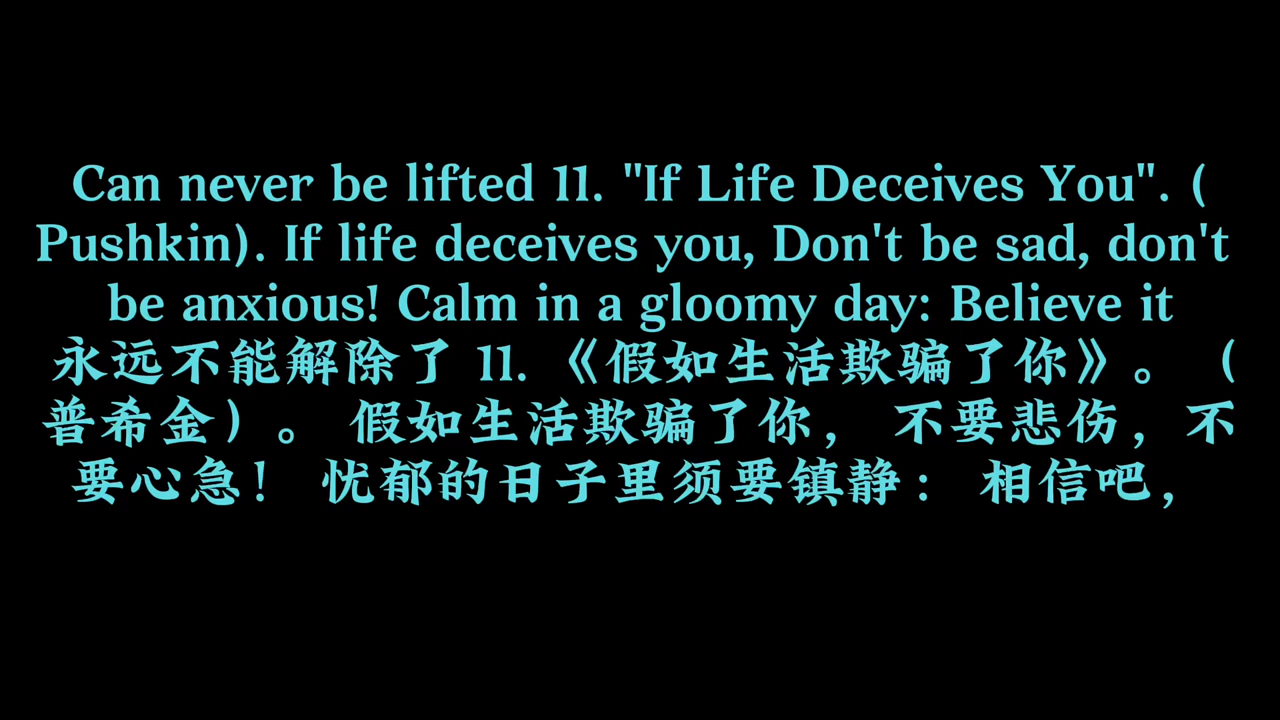 Can never be lifted 11. "If Life Deceives You". (
Pushkin). If life deceives you, Don't be sad, don't
be anxious! Calm in a gloomy day: Believe it
永远不能解除了 11. 《假如生活欺骗了你》。 （
普希金）。 假如生活欺骗了你， 不要悲伤，不
要心急！ 忧郁的日子里须要镇静： 相信吧，